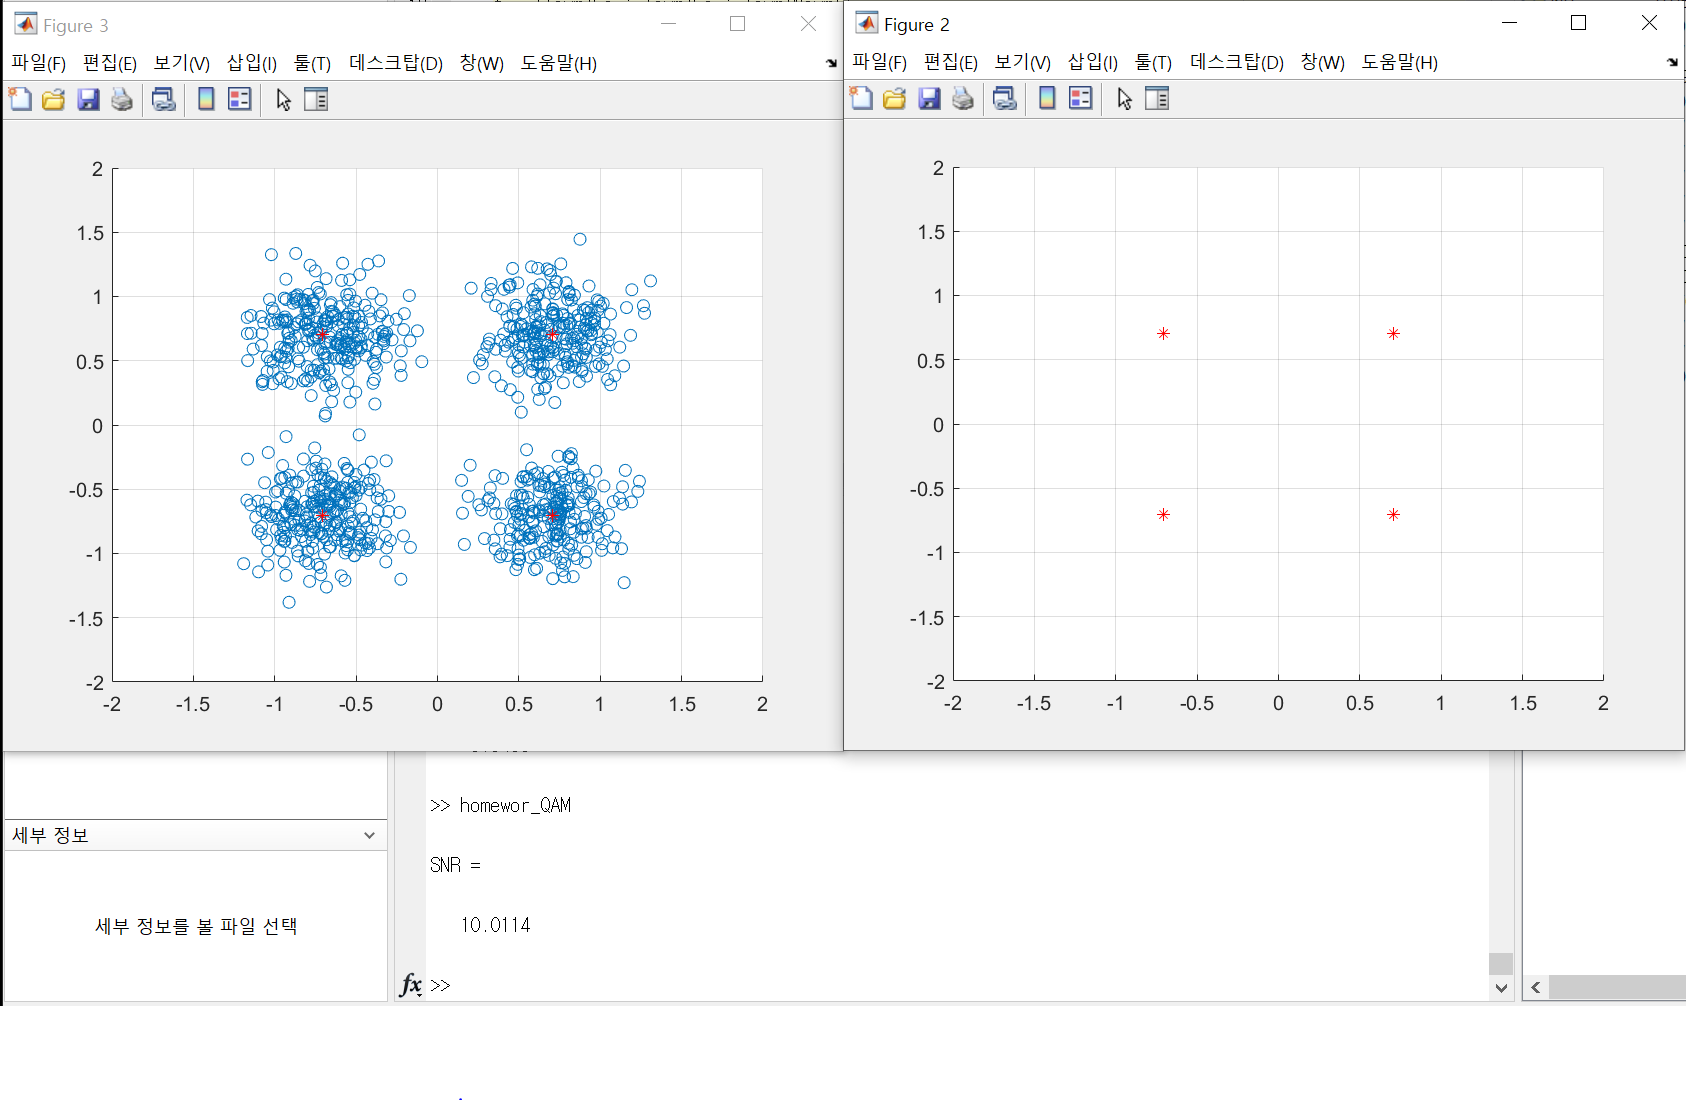 Figure 3
파일(F) 편집(E) 보기(V) 삽입(I) 툴(T) 데스크탑(D) 창(W) 도움말(H)
2
1.5
1
0.5
0
-0.5
-1
-1.5
-2
-2 -1.5 -1 -0.5 0 0.5 1 1.5 2
Figure 2
파일(F) 편집(E) 보기(V) 삽입(I) 툴(T) 데스크탑(D) 창(W) 도움말(H)
2
1.5
1
0.5
0
-0.5
-1
-1.5
-2
-2 -1.5 -1 -0.5 0 0.5 1 1.5 2
세부 정보
세부 정보를 볼 파일 선택
>> homewor_QAM
SNR =
10.0114
fx >>